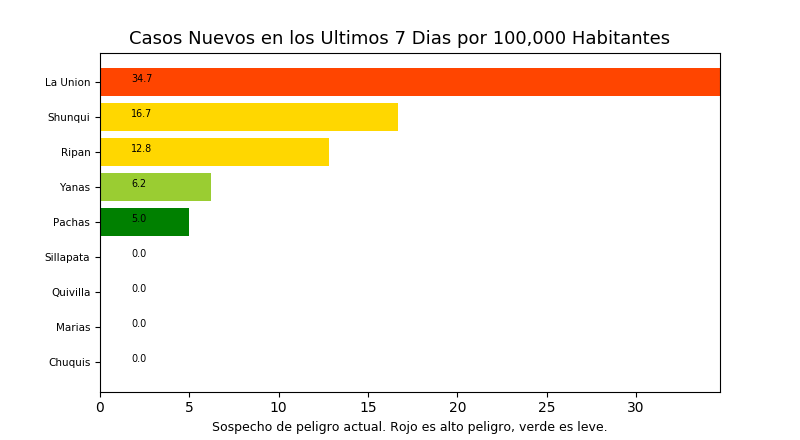 Casos Nuevos en los Ultimos 7 Dias por 100,000 Habitantes
La Union 34.7
Shunqui 16.7
Ripan 12.8
Yanas 6.2
Pachas 5.0
Sillapata 0.0
Quivilla 0.0
Marias 0.0
Chuquis 0.0
0 5 10 15 20 25 30
Sospecho de peligro actual. Rojo es alto peligro, verde es leve.